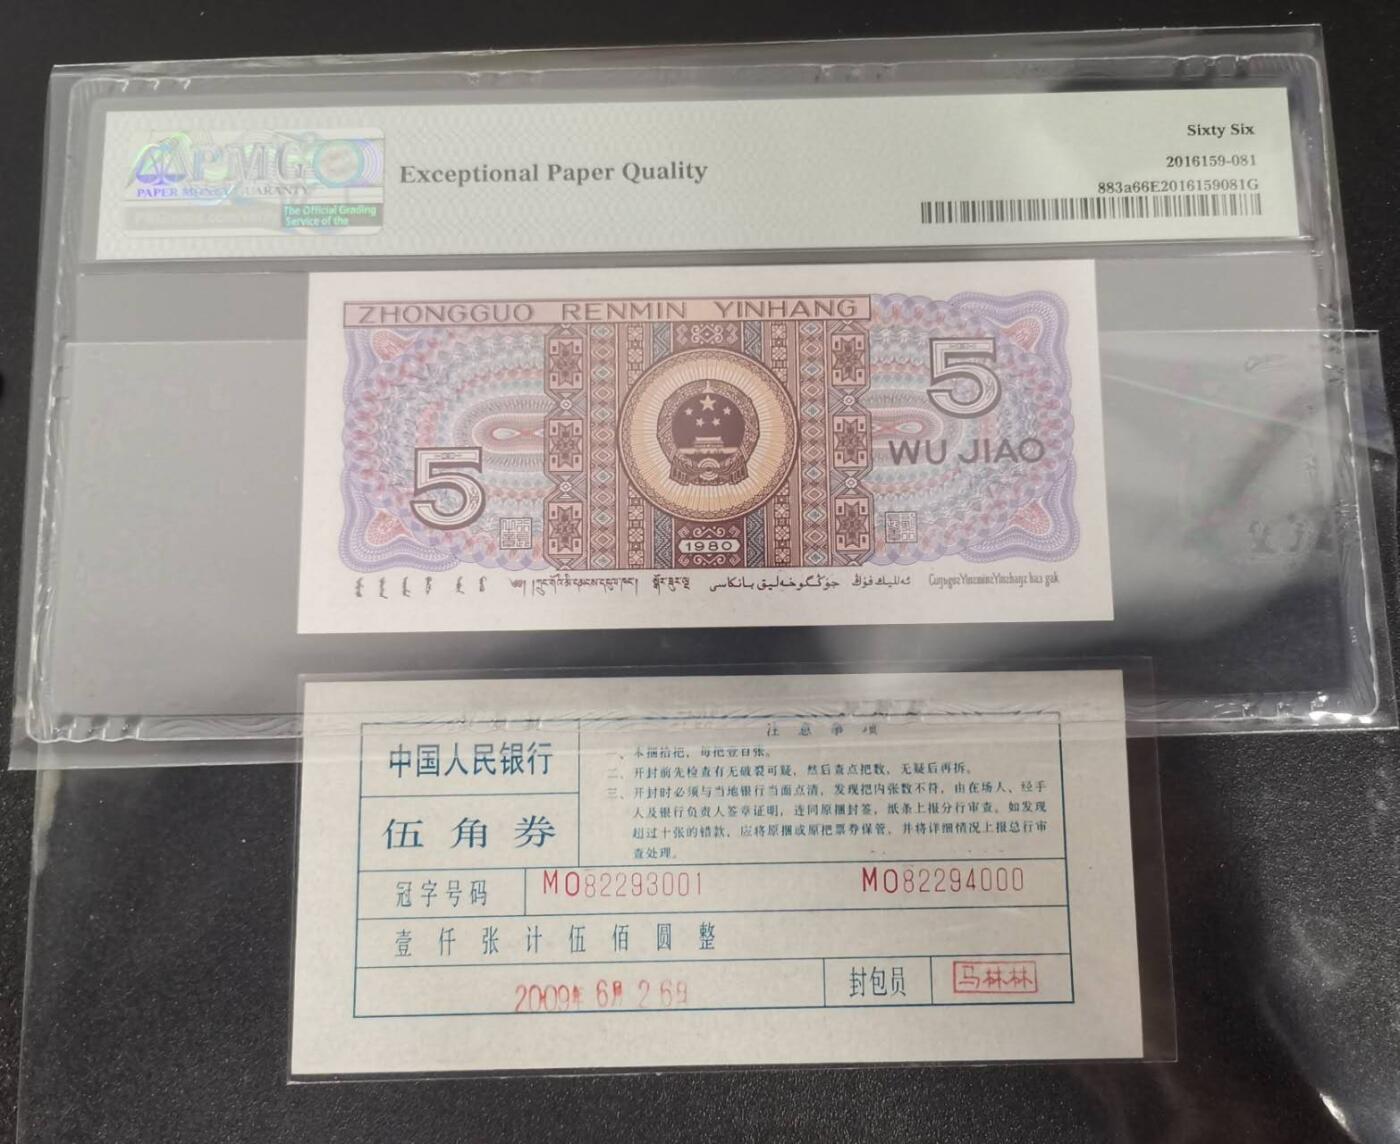 PMG
PAPER MONEY GUARANTY
The Official Grading
Service of the
Exceptional Paper Quality
Sixty Six
2016159-081
883a66E2016159081G
ZHONGGUO RENMIN YINHANG
5
WU JIAO
5
1980
جۇڭگو خەلىق بانكاسى ئەللىك فۇڭ
Cunghgoz Yinzminz Yinzhangz haj gak
中国人民银行
伍角券
注意事项
一、本捆拾把，每把壹百张。
二、开封前先检查有无破裂可疑，然后查点把数，无疑后再拆。
三、开封时必须与当地银行当面点清，发现把内张数不符，由在场人、经手
人及银行负责人签章证明，连同原捆封签，纸条上报分行审查。如发现
超过十张的错款，应将原捆或原把票券保管，并将详细情况上报总行审
查处理。
冠字号码
MO82293001
MO82294000
壹仟张计伍佰圆整
2009年6月26日
封包员
马林林